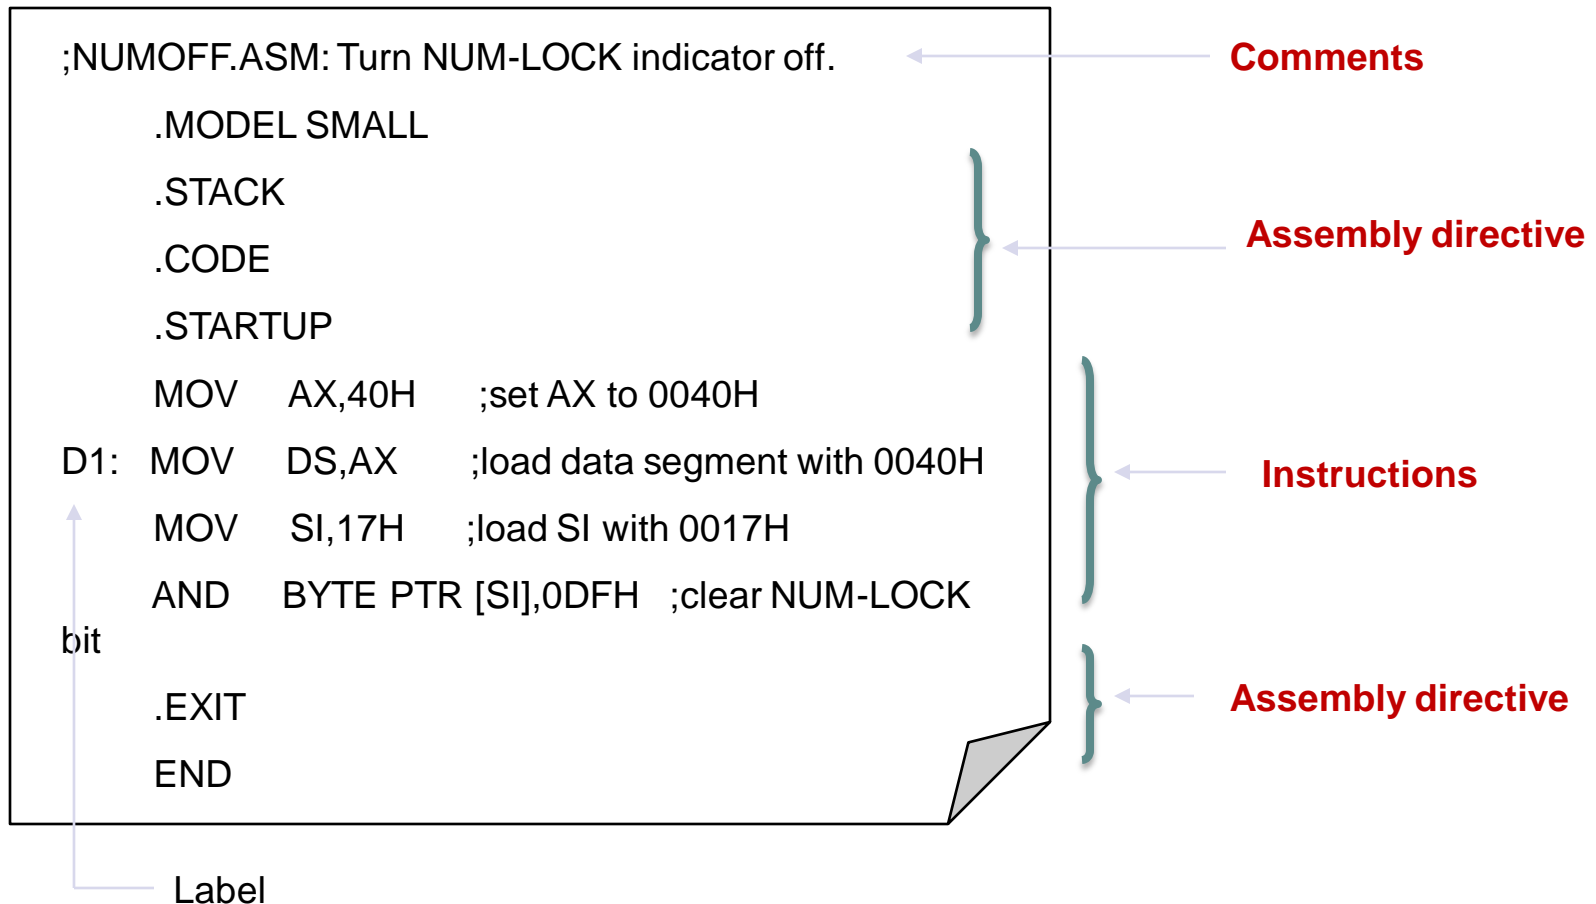 ;NUMOFF.ASM: Turn NUM-LOCK indicator off.
Comments
.MODEL SMALL
.STACK
.CODE
.STARTUP
Assembly directive
MOV AX,40H ;set AX to 0040H
D1: MOV DS,AX ;load data segment with 0040H
MOV SI,17H ;load SI with 0017H
AND BYTE PTR [SI],0DFH ;clear NUM-LOCK
bit
Instructions
.EXIT
END
Assembly directive
Label